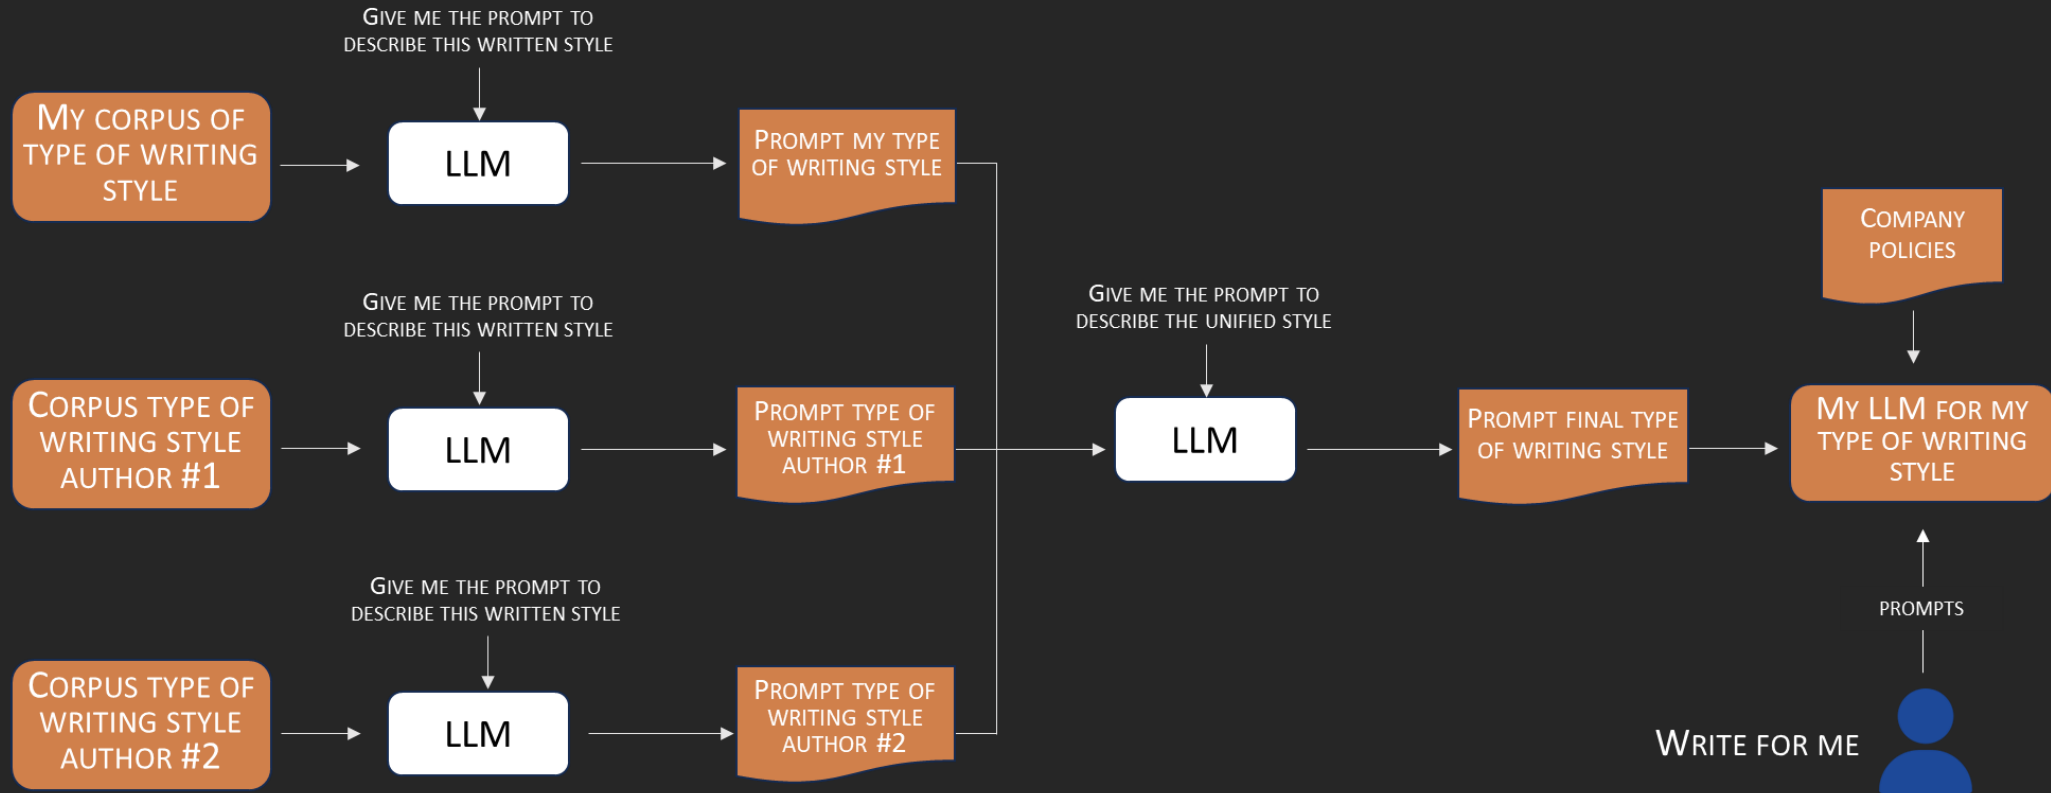 GIVE ME THE PROMPT TO
DESCRIBE THIS WRITTEN STYLE
MY CORPUS OF
TYPE OF WRITING
STYLE
LLM
PROMPT MY TYPE
OF WRITING STYLE
COMPANY
POLICIES
GIVE ME THE PROMPT TO
DESCRIBE THIS WRITTEN STYLE
GIVE ME THE PROMPT TO
DESCRIBE THE UNIFIED STYLE
CORPUS TYPE OF
WRITING STYLE
AUTHOR #1
LLM
PROMPT TYPE OF
WRITING STYLE
AUTHOR #1
LLM
PROMPT FINAL TYPE
OF WRITING STYLE
MY LLM FOR MY
TYPE OF WRITING
STYLE
GIVE ME THE PROMPT TO
DESCRIBE THIS WRITTEN STYLE
PROMPTS
CORPUS TYPE OF
WRITING STYLE
AUTHOR #2
LLM
PROMPT TYPE OF
WRITING STYLE
AUTHOR #2
WRITE FOR ME